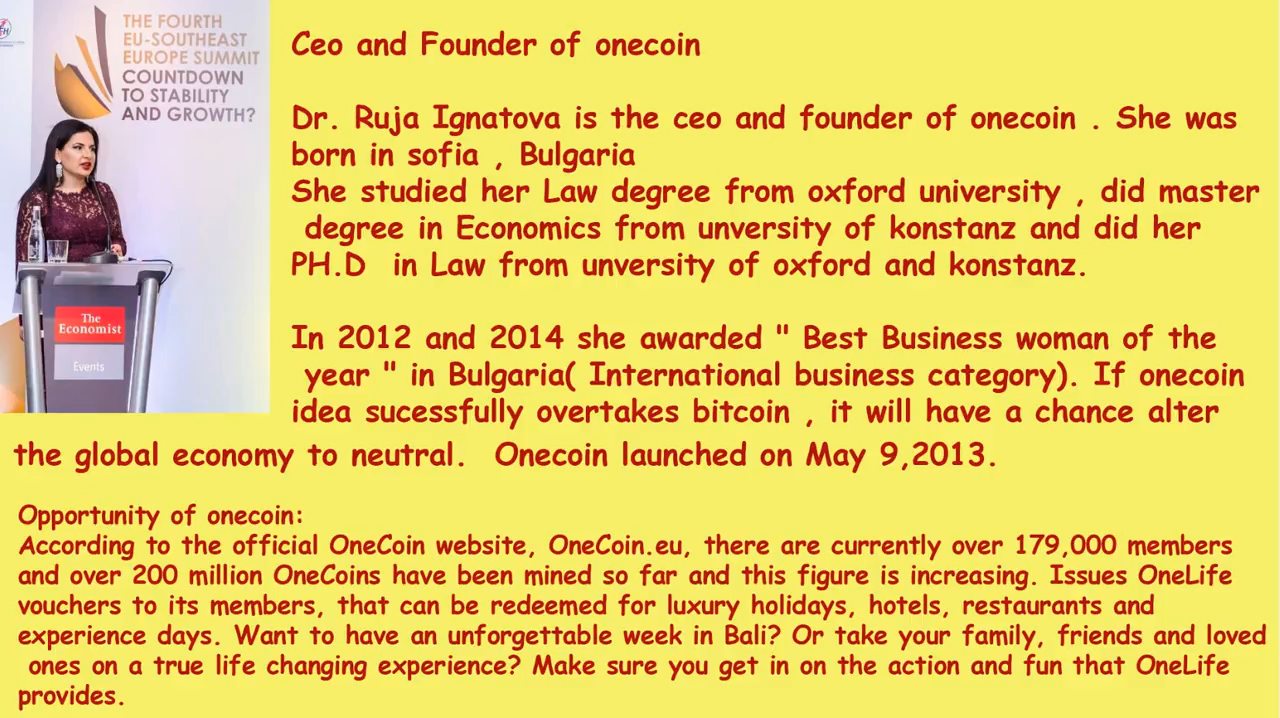 THE FOURTH
EU-SOUTHEAST
EUROPE SUMMIT
COUNTDOWN
TO STABILITY
AND GROWTH?
The
Economist
Events
Ceo and Founder of onecoin
Dr. Ruja Ignatova is the ceo and founder of onecoin . She was
born in sofia , Bulgaria
She studied her Law degree from oxford university , did master
degree in Economics from unversity of konstanz and did her
PH.D in Law from unversity of oxford and konstanz.
In 2012 and 2014 she awarded " Best Business woman of the
year " in Bulgaria( International business category). If onecoin
idea sucessfully overtakes bitcoin , it will have a chance alter
the global economy to neutral. Onecoin launched on May 9,2013.
Opportunity of onecoin:
According to the official OneCoin website, OneCoin.eu, there are currently over 179,000 members
and over 200 million OneCoins have been mined so far and this figure is increasing. Issues OneLife
vouchers to its members, that can be redeemed for luxury holidays, hotels, restaurants and
experience days. Want to have an unforgettable week in Bali? Or take your family, friends and loved
ones on a true life changing experience? Make sure you get in on the action and fun that OneLife
provides.